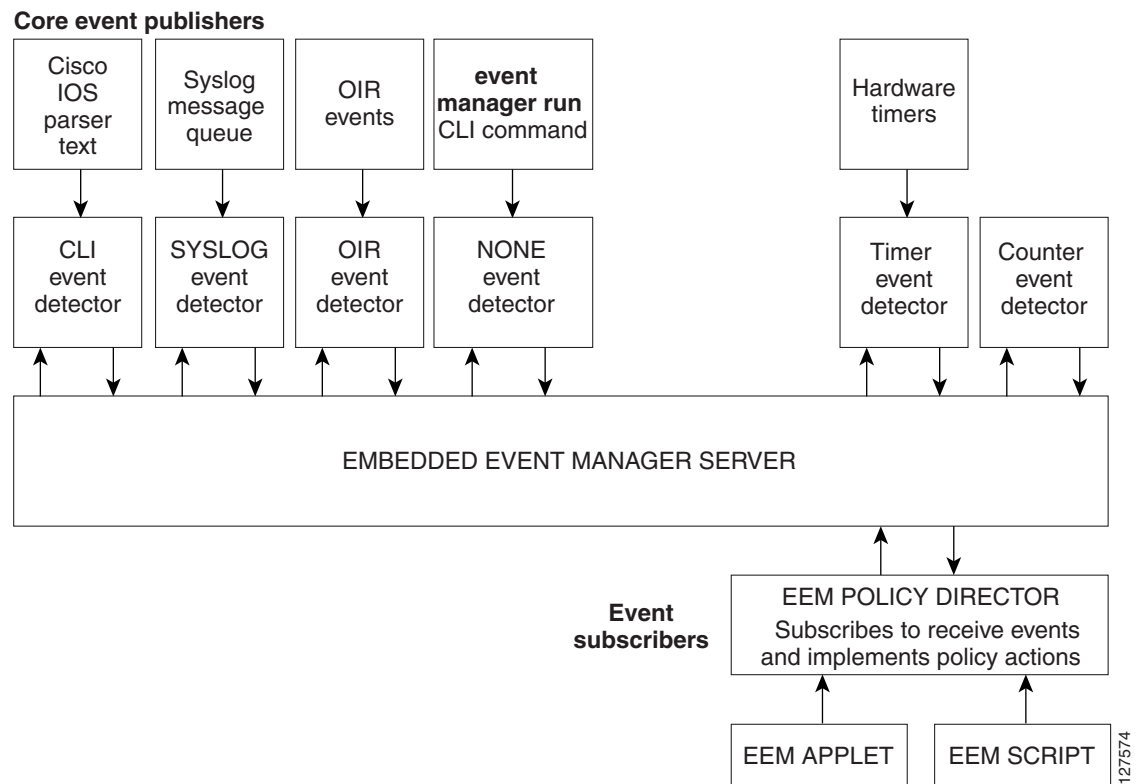 Core event publishers
Cisco
IOS
parser
text
Syslog
message
queue
OIR
events
event
manager run
CLI command
Hardware
timers
CLI
event
detector
SYSLOG
event
detector
OIR
event
detector
NONE
event
detector
Timer
event
detector
Counter
event
detector
EMBEDDED EVENT MANAGER SERVER
Event
subscribers
EEM POLICY DIRECTOR
Subscribes to receive events
and implements policy actions
EEM APPLET
EEM SCRIPT
127574